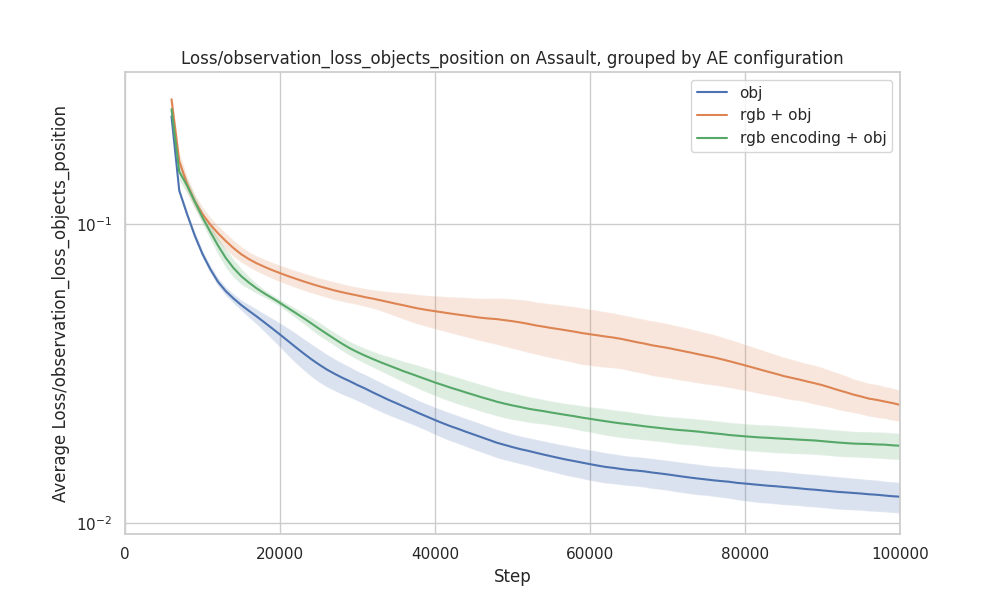 Loss/observation_loss_objects_position on Assault, grouped by AE configuration
Average Loss/observation_loss_objects_position
obj
rgb + obj
rgb encoding + obj
10⁻¹
10⁻²
0
20000
40000
60000
80000
100000
Step